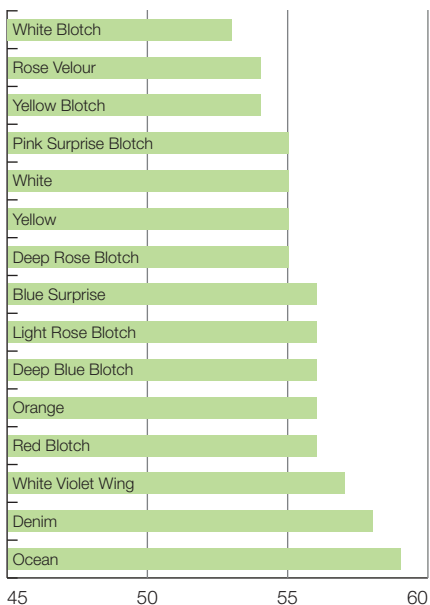 White Blotch
Rose Velour
Yellow Blotch
Pink Surprise Blotch
White
Yellow
Deep Rose Blotch
Blue Surprise
Light Rose Blotch
Deep Blue Blotch
Orange
Red Blotch
White Violet Wing
Denim
Ocean
45 50 55 60